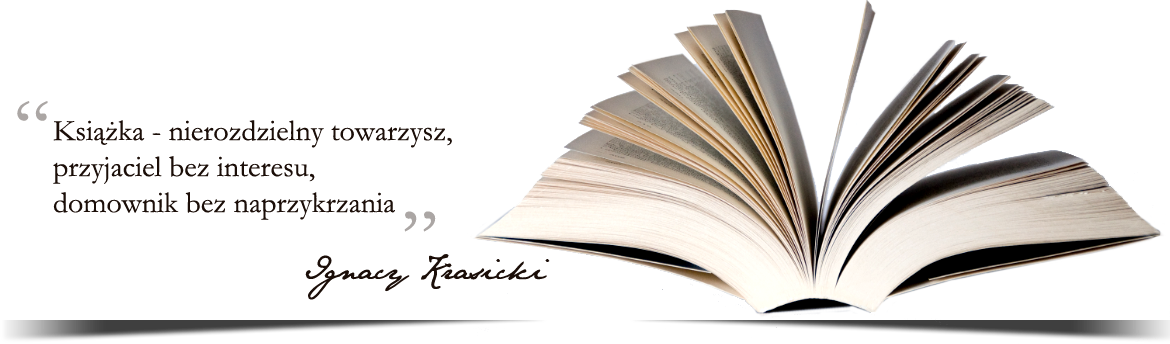 “ Książka - nierozdzielny towarzysz,
przyjaciel bez interesu,
domownik bez naprzykrzania ”
Ignacy Krasicki